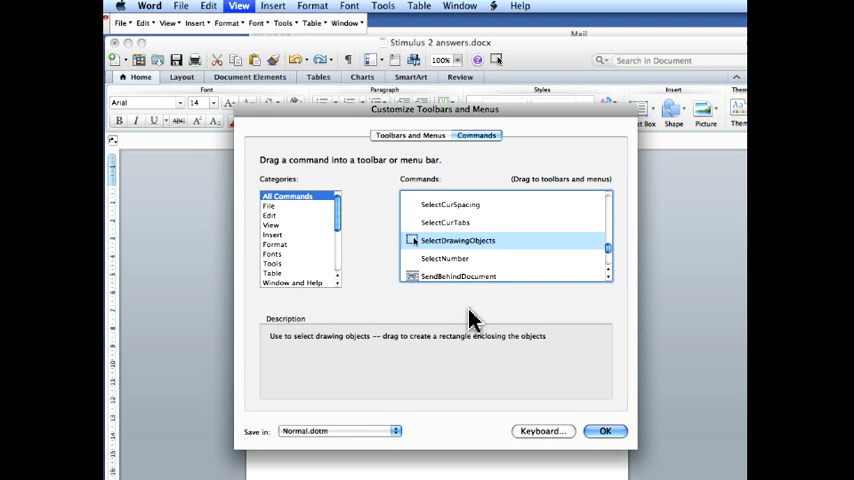 Word File Edit View Insert Format Font Tools Table Window Help
File Edit View Insert Format Font Tools Table Window
Mail
Stimulus 2 answers.docx
100% Search in Document
Home Layout Document Elements Tables Charts SmartArt Review
Font Paragraph Styles Insert
Arial 14
B I U ABC A² A₂
Shape Picture
Customize Toolbars and Menus
Toolbars and Menus Commands
Drag a command into a toolbar or menu bar.
Categories: Commands: (Drag to toolbars and menus)
All Commands
File
Edit
View
Insert
Format
Fonts
Tools
Table
Window and Help
SelectCurSpacing
SelectCurTabs
SelectDrawingObjects
SelectNumber
SendBehindDocument
Description
Use to select drawing objects -- drag to create a rectangle enclosing the objects
Save in: Normal.dotm Keyboard... OK